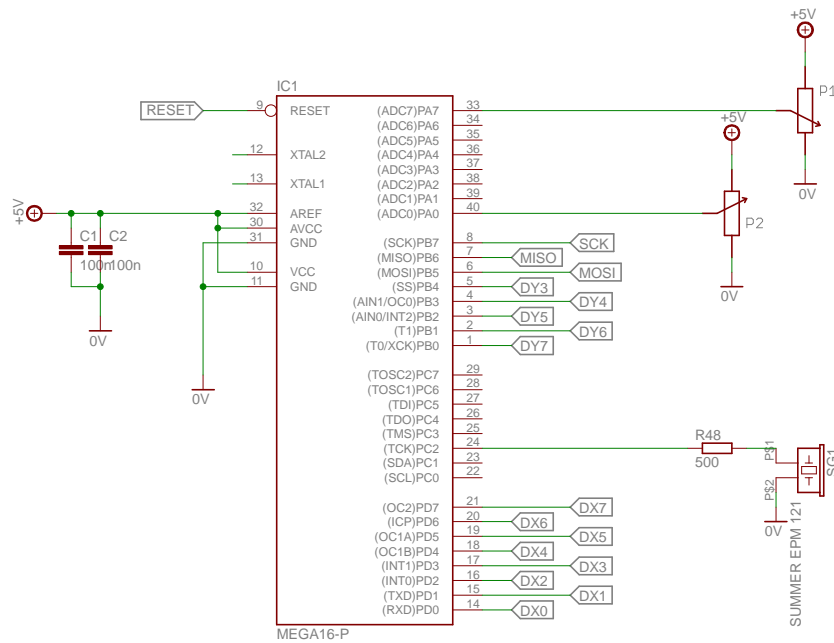 +5V
P1
0V
+5V
P2
0V
IC1
RESET
9 RESET
12 XTAL2
13 XTAL1
+5V
32 AREF
30 AVCC
31 GND
10 VCC
11 GND
C1 C2
100n 100n
0V
0V
(ADC7)PA7 33
(ADC6)PA6 34
(ADC5)PA5 35
(ADC4)PA4 36
(ADC3)PA3 37
(ADC2)PA2 38
(ADC1)PA1 39
(ADC0)PA0 40
(SCK)PB7 8 SCK
(MISO)PB6 7 MISO
(MOSI)PB5 6 MOSI
(SS)PB4 5 DY3
(AIN1/OC0)PB3 4 DY4
(AIN0/INT2)PB2 3 DY5
(T1)PB1 2 DY6
(T0/XCK)PB0 1 DY7
(TOSC2)PC7 29
(TOSC1)PC6 28
(TDI)PC5 27
(TDO)PC4 26
(TMS)PC3 25
(TCK)PC2 24
(SDA)PC1 23
(SCL)PC0 22
R48
500
P$1
P$2
SG1
0V
SUMMER EPM 121
(OC2)PD7 21 DX7
(ICP)PD6 20 DX6
(OC1A)PD5 19 DX5
(OC1B)PD4 18 DX4
(INT1)PD3 17 DX3
(INT0)PD2 16 DX2
(TXD)PD1 15 DX1
(RXD)PD0 14 DX0
MEGA16-P